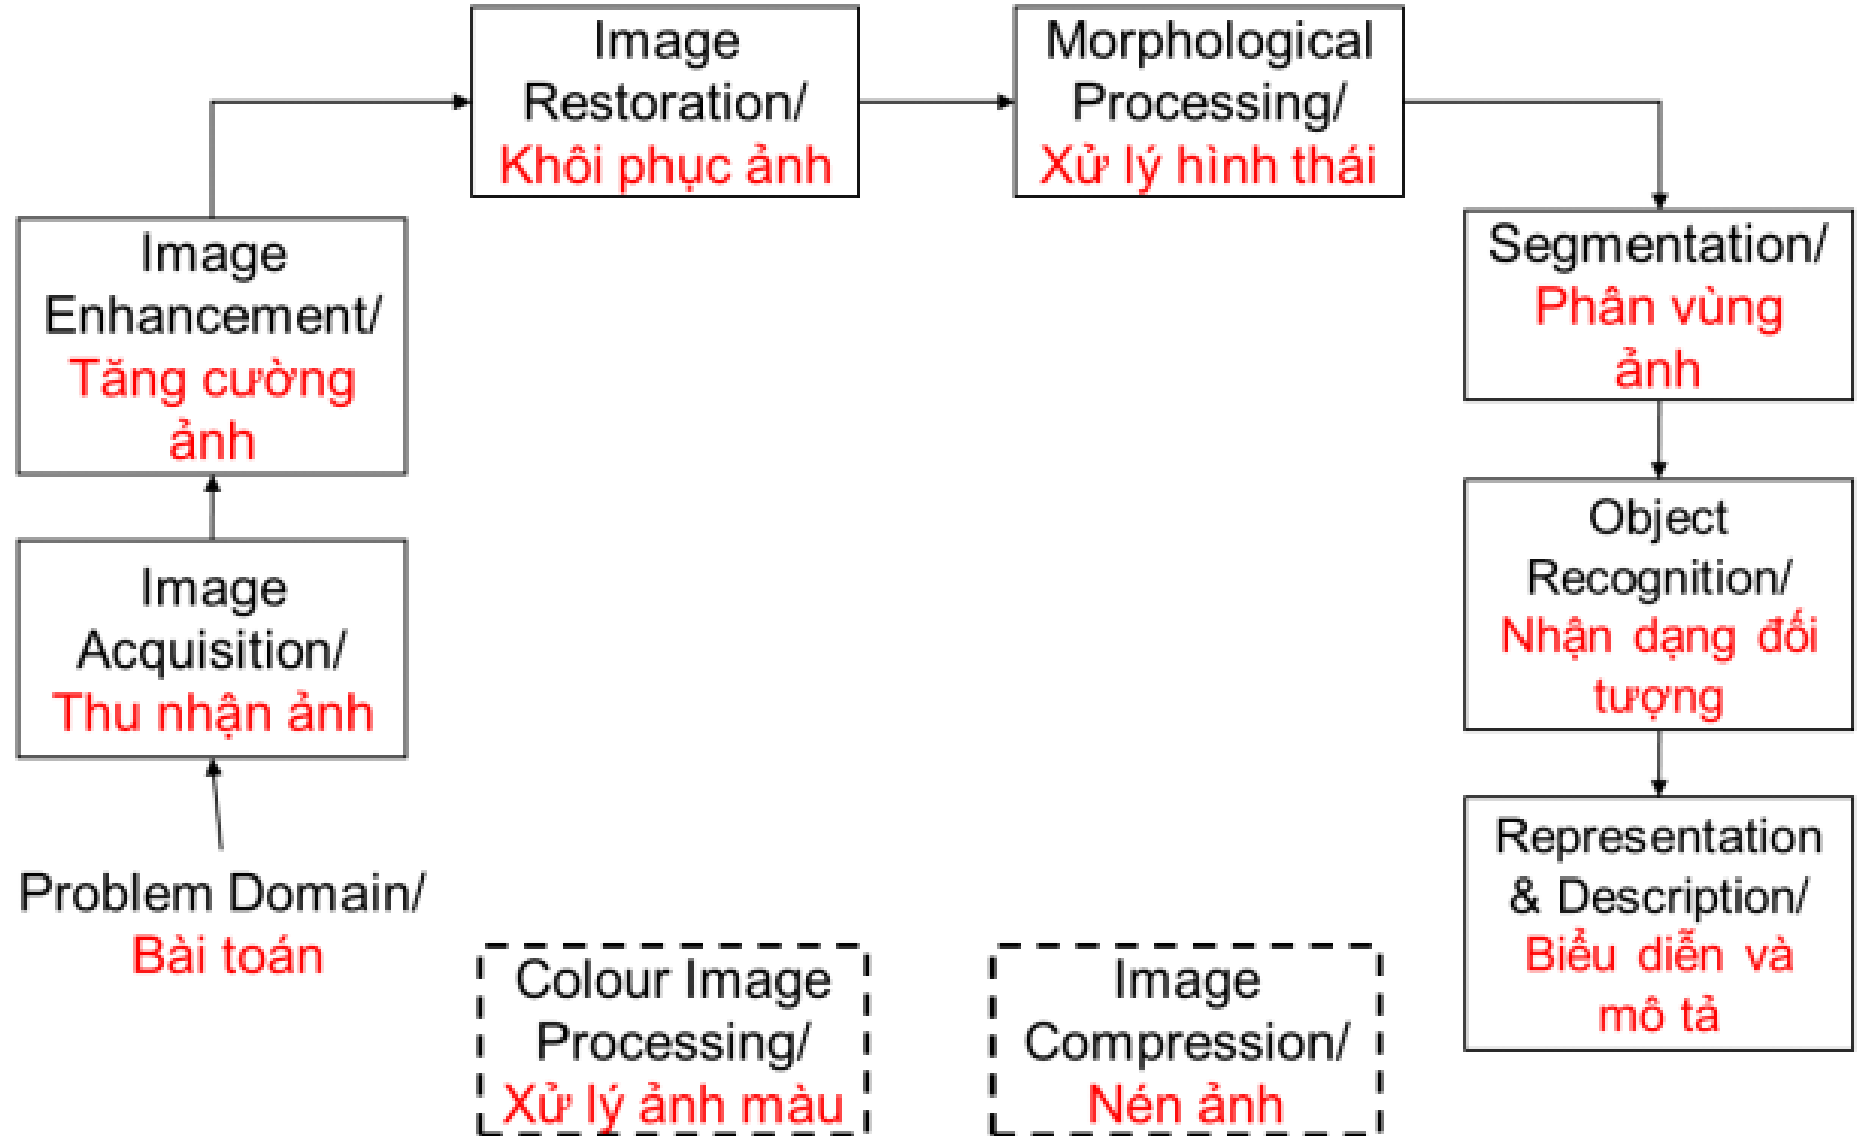 Image
Restoration/
Khôi phục ảnh
Morphological
Processing/
Xử lý hình thái
Image
Enhancement/
Tăng cường
ảnh
Segmentation/
Phân vùng
ảnh
Image
Acquisition/
Thu nhận ảnh
Object
Recognition/
Nhận dạng đối
tượng
Problem Domain/
Bài toán
Representation
& Description/
Biểu diễn và
mô tả
Colour Image
Processing/
Xử lý ảnh màu
Image
Compression/
Nén ảnh